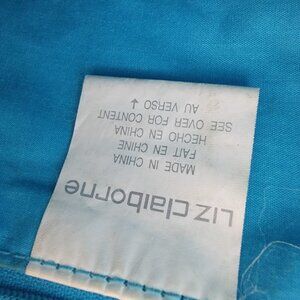 Liz claiborne
MADE IN CHINA
FAIT EN CHINE
HECHO EN CHINA
SEE OVER FOR CONTENT
AU VERSO ↑